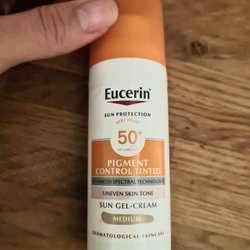 Eucerin
SUN PROTECTION
50+
PIGMENT
CONTROL TINTED
ADVANCED SPECTRAL TECHNOLOGY
UNEVEN SKIN TONE
SUN GEL-CREAM
MEDIUM
DERMATOLOGICAL SKINCARE